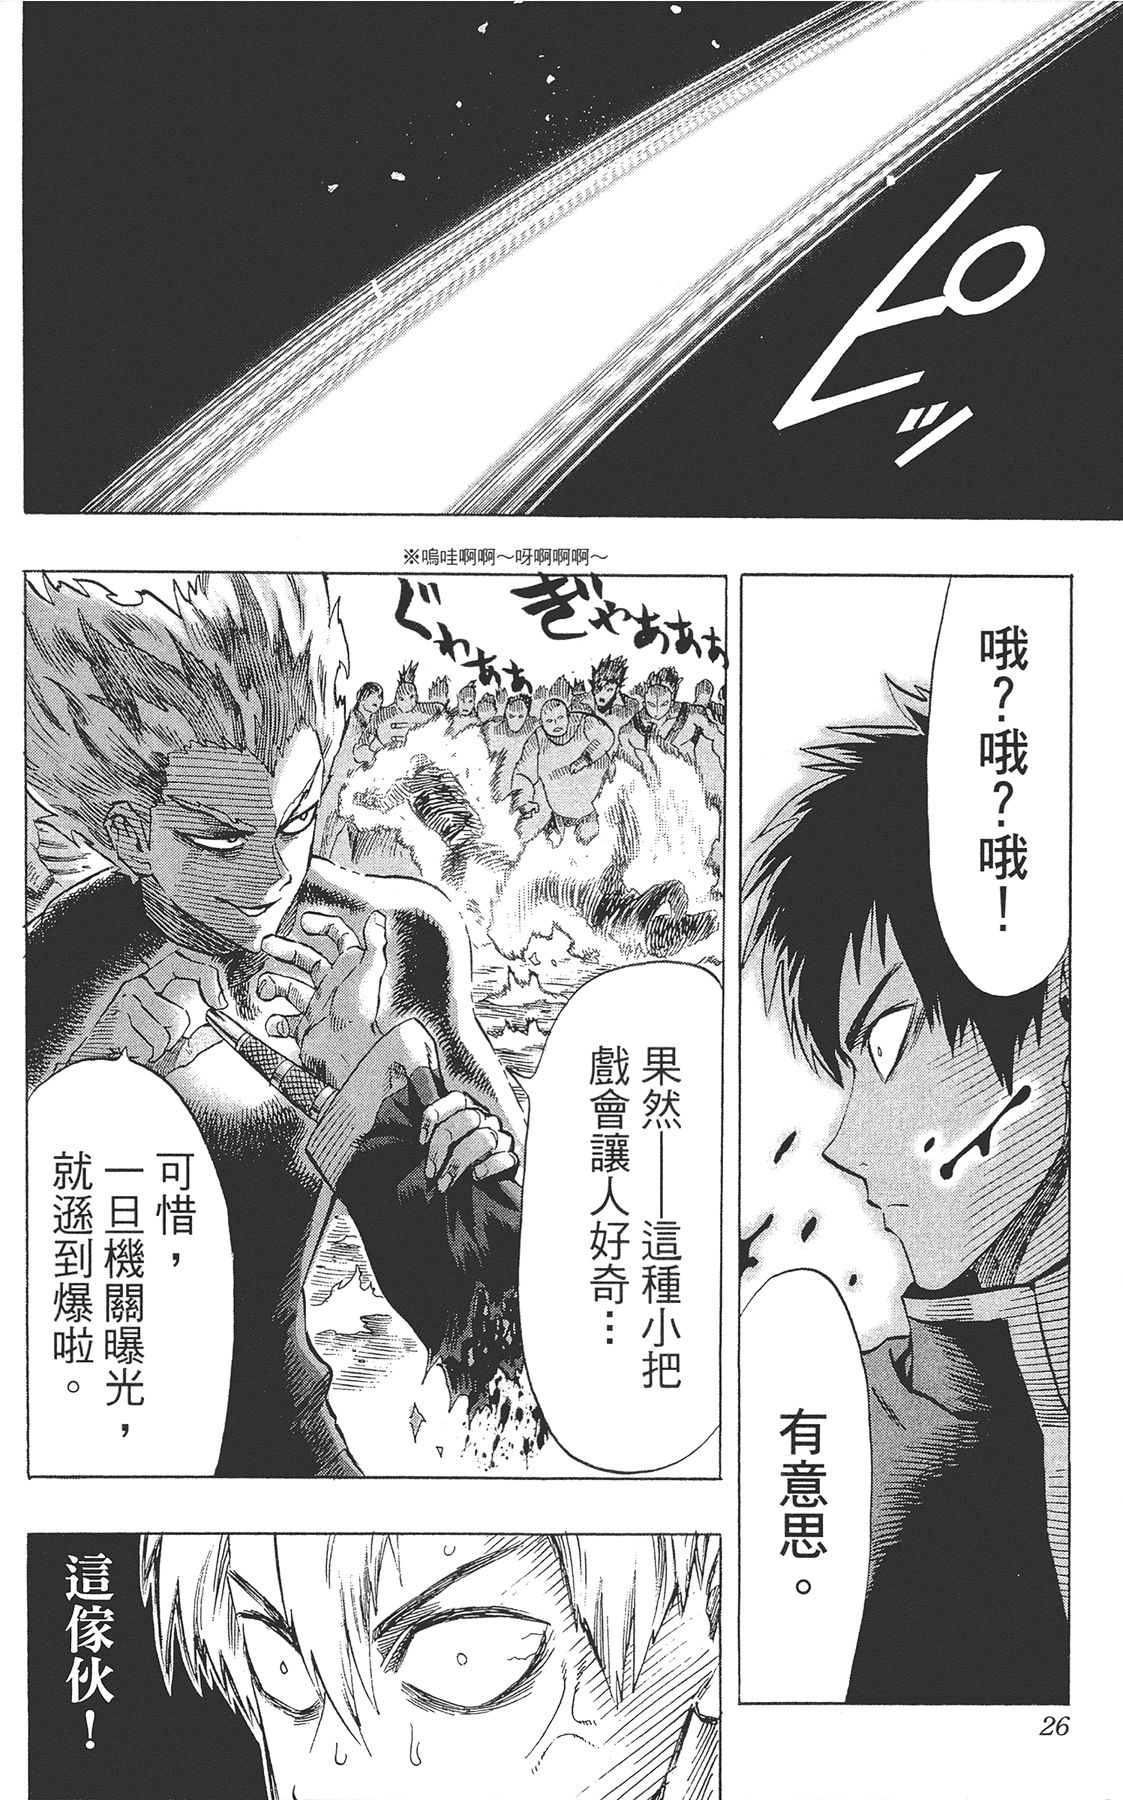 ピロッ
哦？哦？哦！
有意思。
※嗚哇啊啊～呀啊啊啊～
ぎゃあああ
ぐわぁあぁ
果然——這種小把
戲會讓人好奇…
可惜，
一旦機關曝光，
就遜到爆啦。
這傢伙！
26